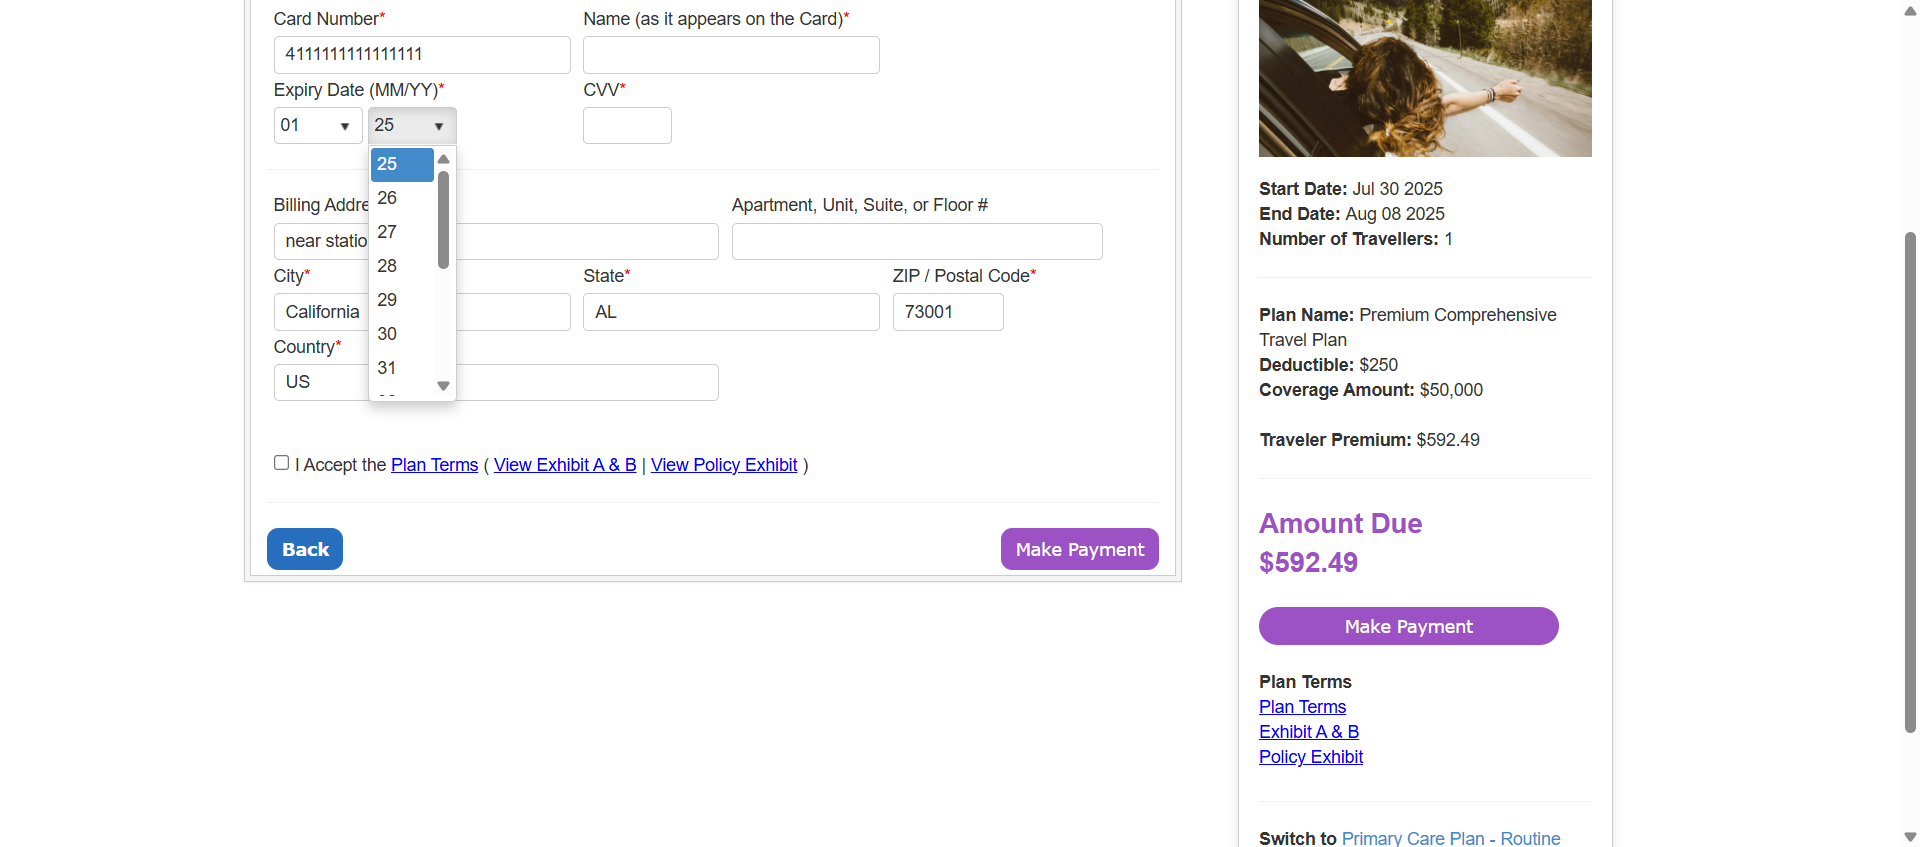 Card Number*
Name (as it appears on the Card)*
4111111111111111
Expiry Date (MM/YY)*
CVV*
01
25
25
26
27
28
29
30
31
Billing Addre
Apartment, Unit, Suite, or Floor #
near statio
City*
State*
ZIP / Postal Code*
California
AL
73001
Country*
US
I Accept the Plan Terms ( View Exhibit A & B | View Policy Exhibit )
Back
Make Payment
Start Date: Jul 30 2025
End Date: Aug 08 2025
Number of Travellers: 1
Plan Name: Premium Comprehensive
Travel Plan
Deductible: $250
Coverage Amount: $50,000
Traveler Premium: $592.49
Amount Due
$592.49
Make Payment
Plan Terms
Plan Terms
Exhibit A & B
Policy Exhibit
Switch to Primary Care Plan - Routine